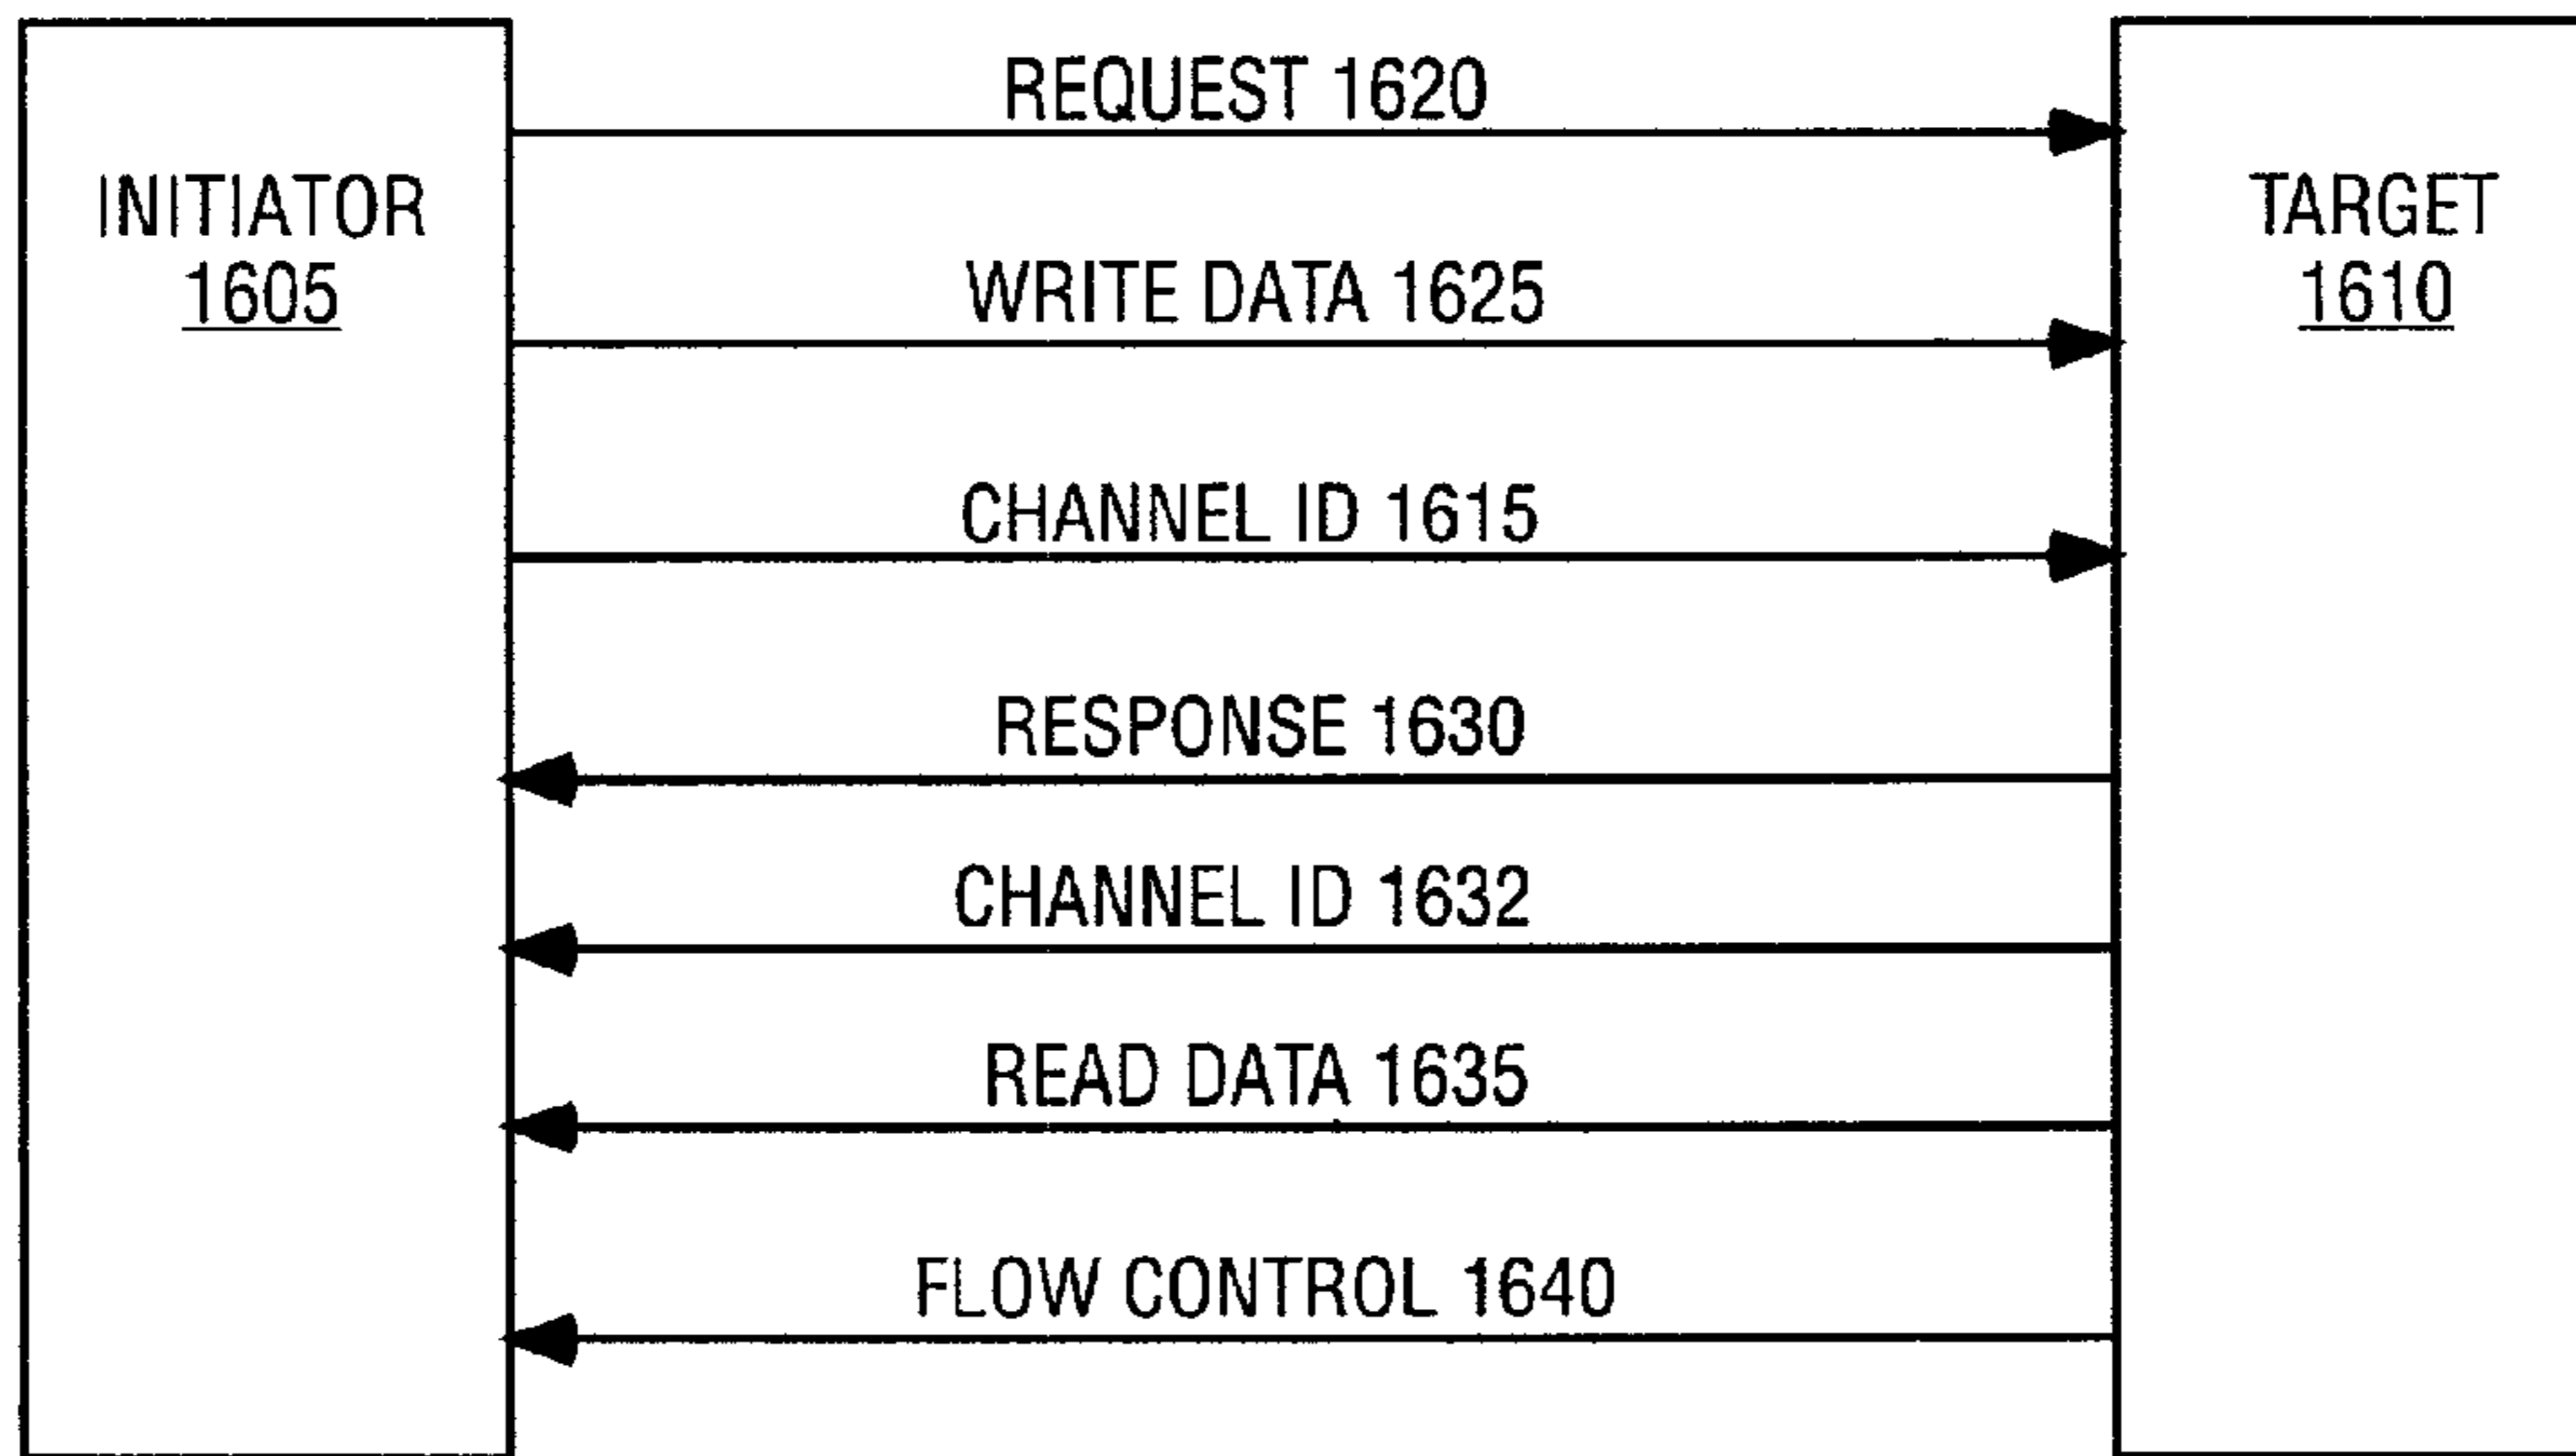 REQUEST 1620
INITIATOR
1605
TARGET
1610
WRITE DATA 1625
CHANNEL ID 1615
RESPONSE 1630
CHANNEL ID 1632
READ DATA 1635
FLOW CONTROL 1640